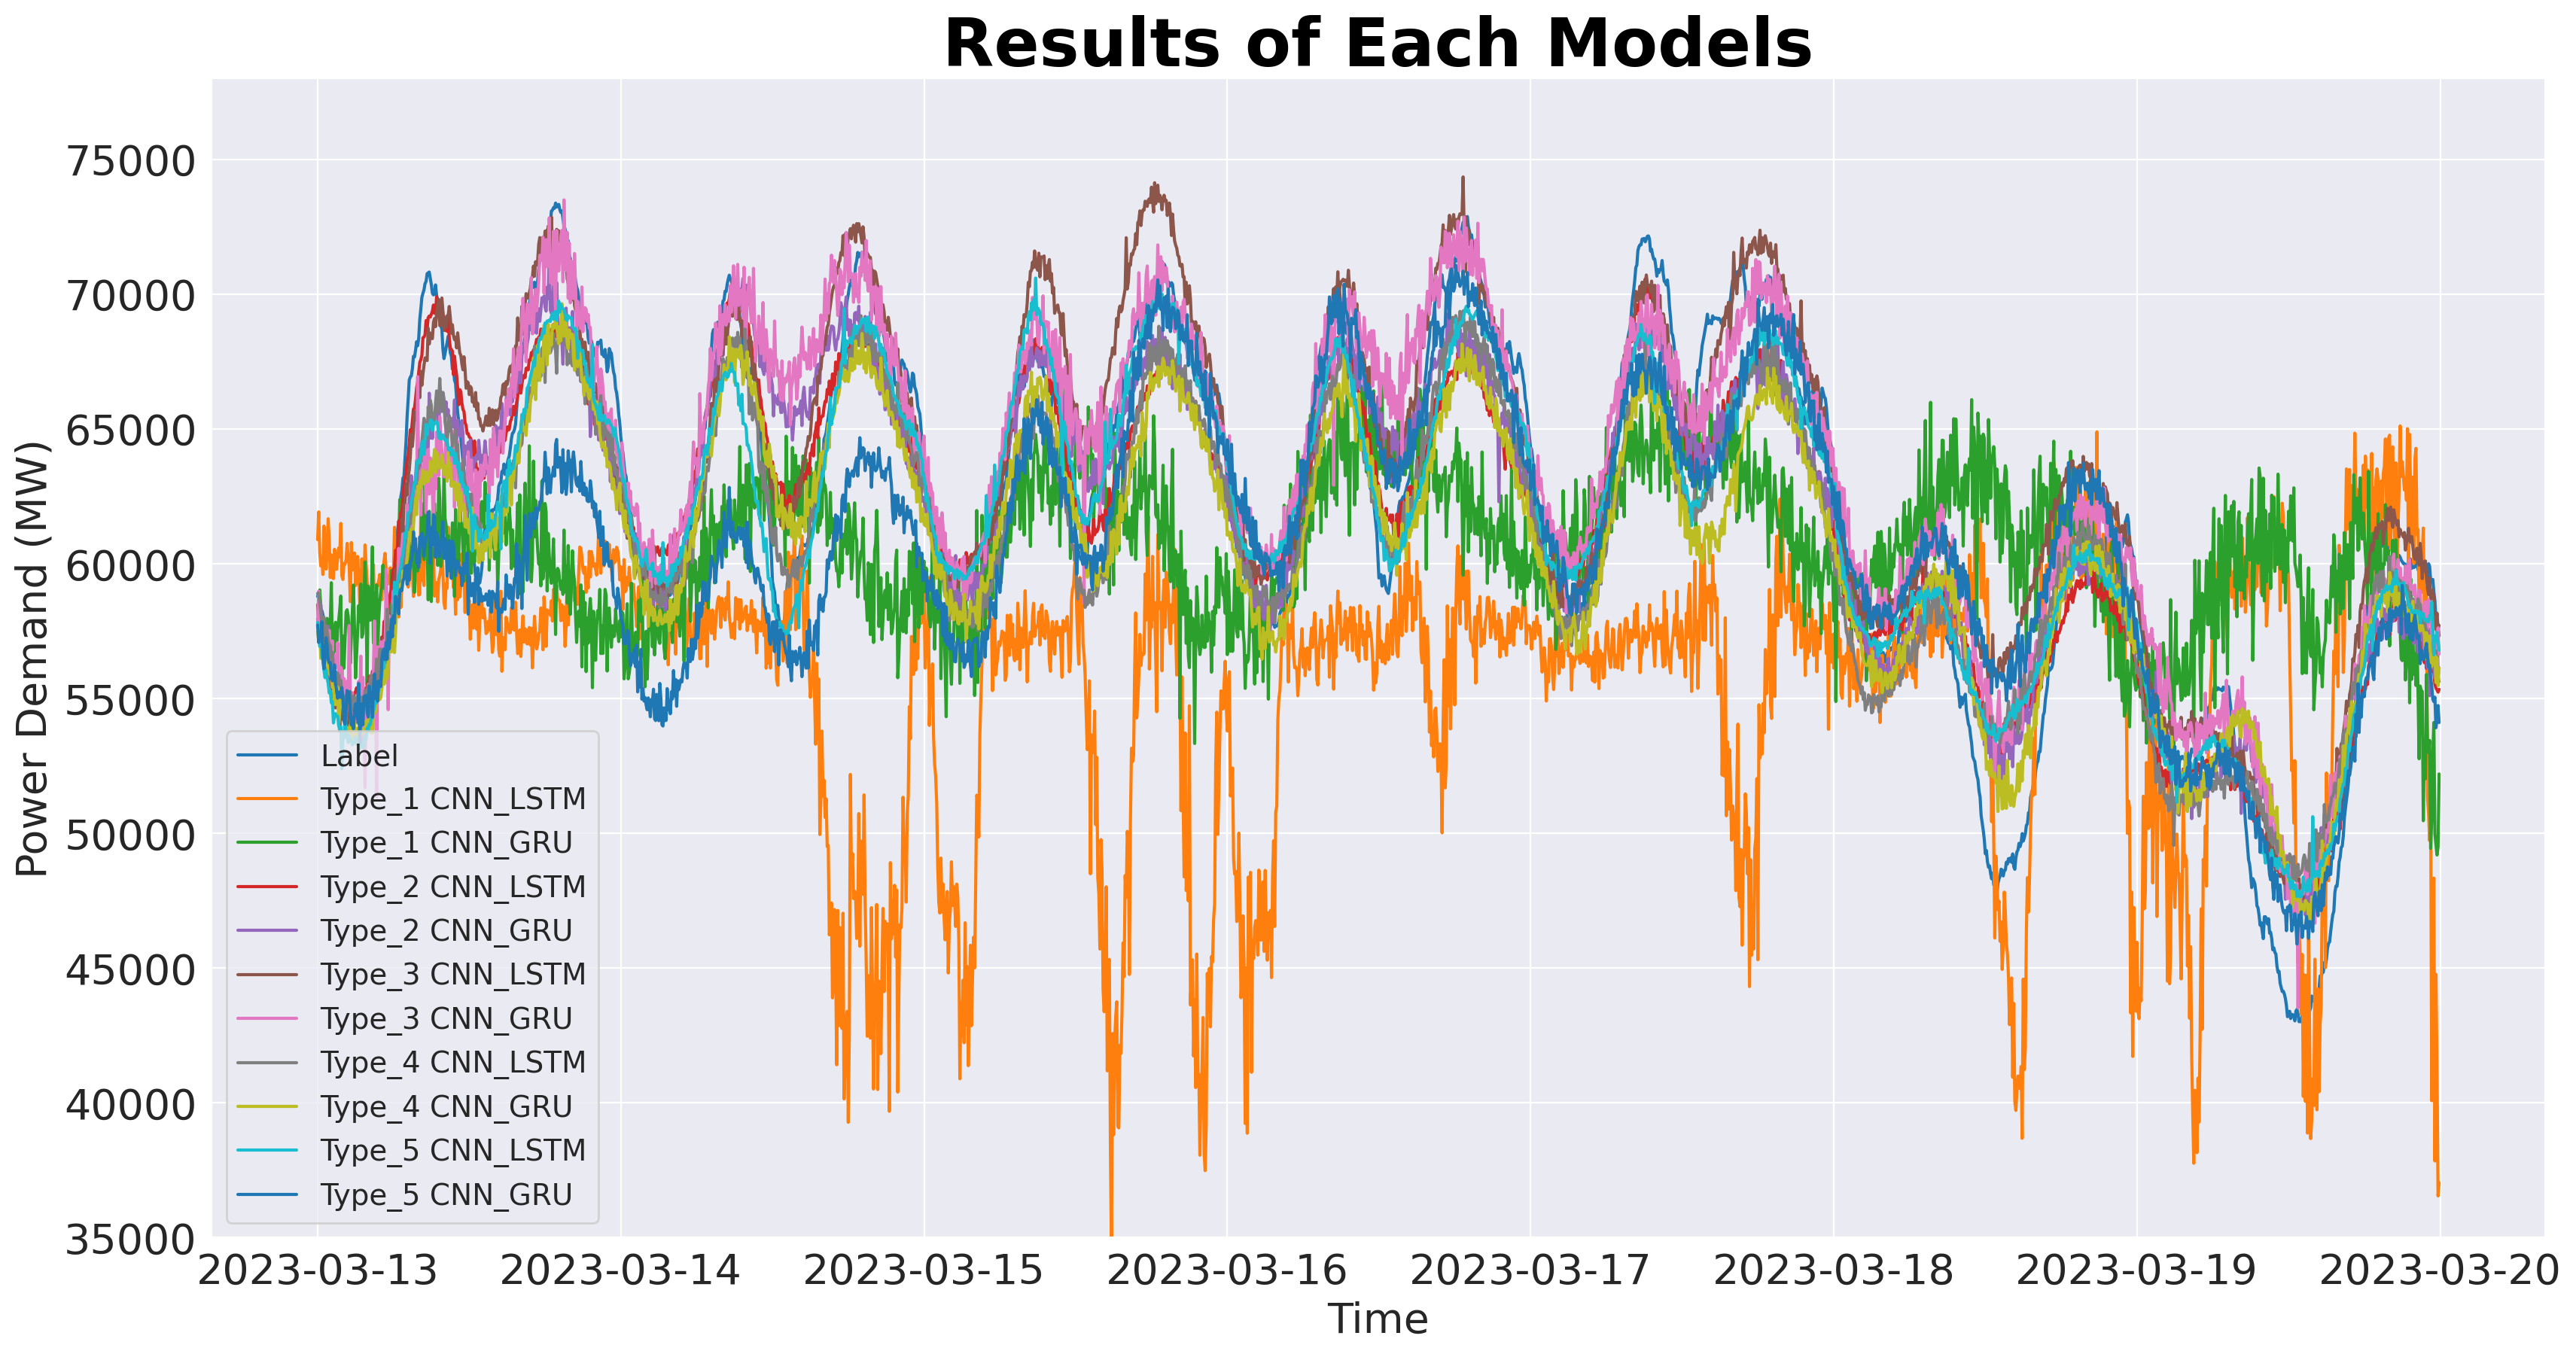 Results of Each Models
Power Demand (MW)
75000
70000
65000
60000
55000
50000
45000
40000
35000
Label
Type_1 CNN_LSTM
Type_1 CNN_GRU
Type_2 CNN_LSTM
Type_2 CNN_GRU
Type_3 CNN_LSTM
Type_3 CNN_GRU
Type_4 CNN_LSTM
Type_4 CNN_GRU
Type_5 CNN_LSTM
Type_5 CNN_GRU
2023-03-13 2023-03-14 2023-03-15 2023-03-16 2023-03-17 2023-03-18 2023-03-19 2023-03-20
Time